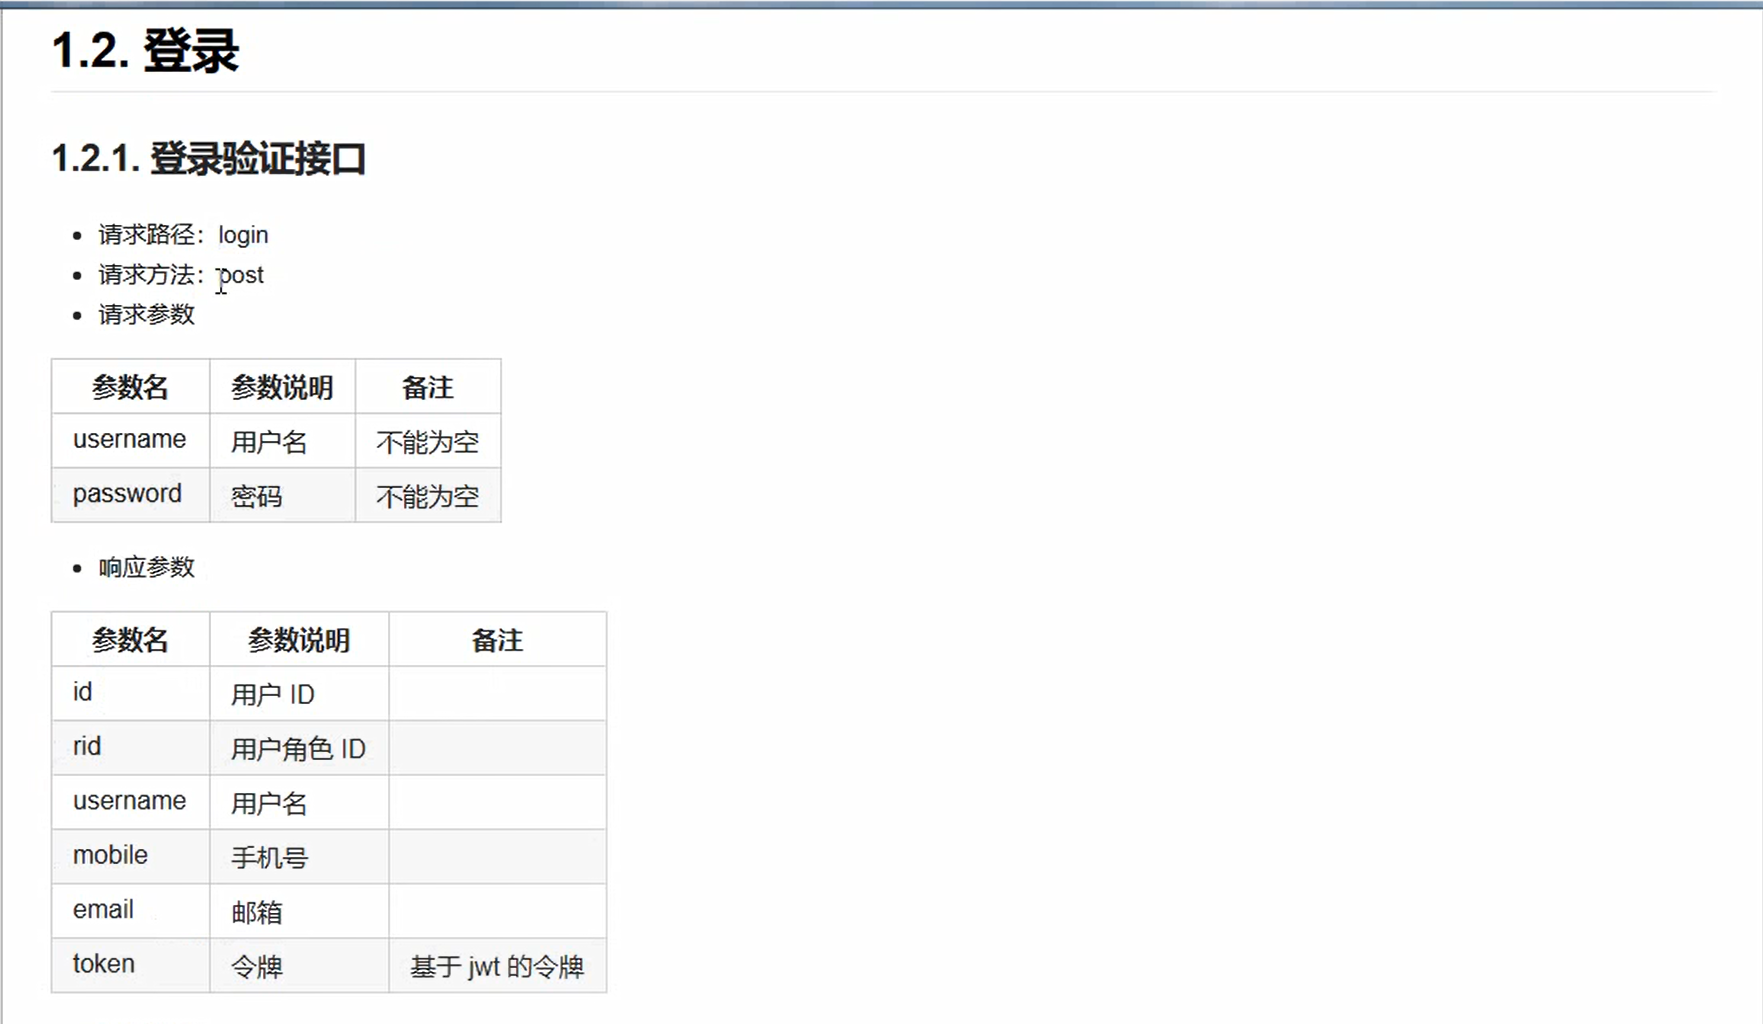 1.2. 登录
1.2.1. 登录验证接口
• 请求路径：login
• 请求方法：post
• 请求参数
参数名 参数说明 备注
username 用户名 不能为空
password 密码 不能为空
• 响应参数
参数名 参数说明 备注
id 用户 ID
rid 用户角色 ID
username 用户名
mobile 手机号
email 邮箱
token 令牌 基于 jwt 的令牌